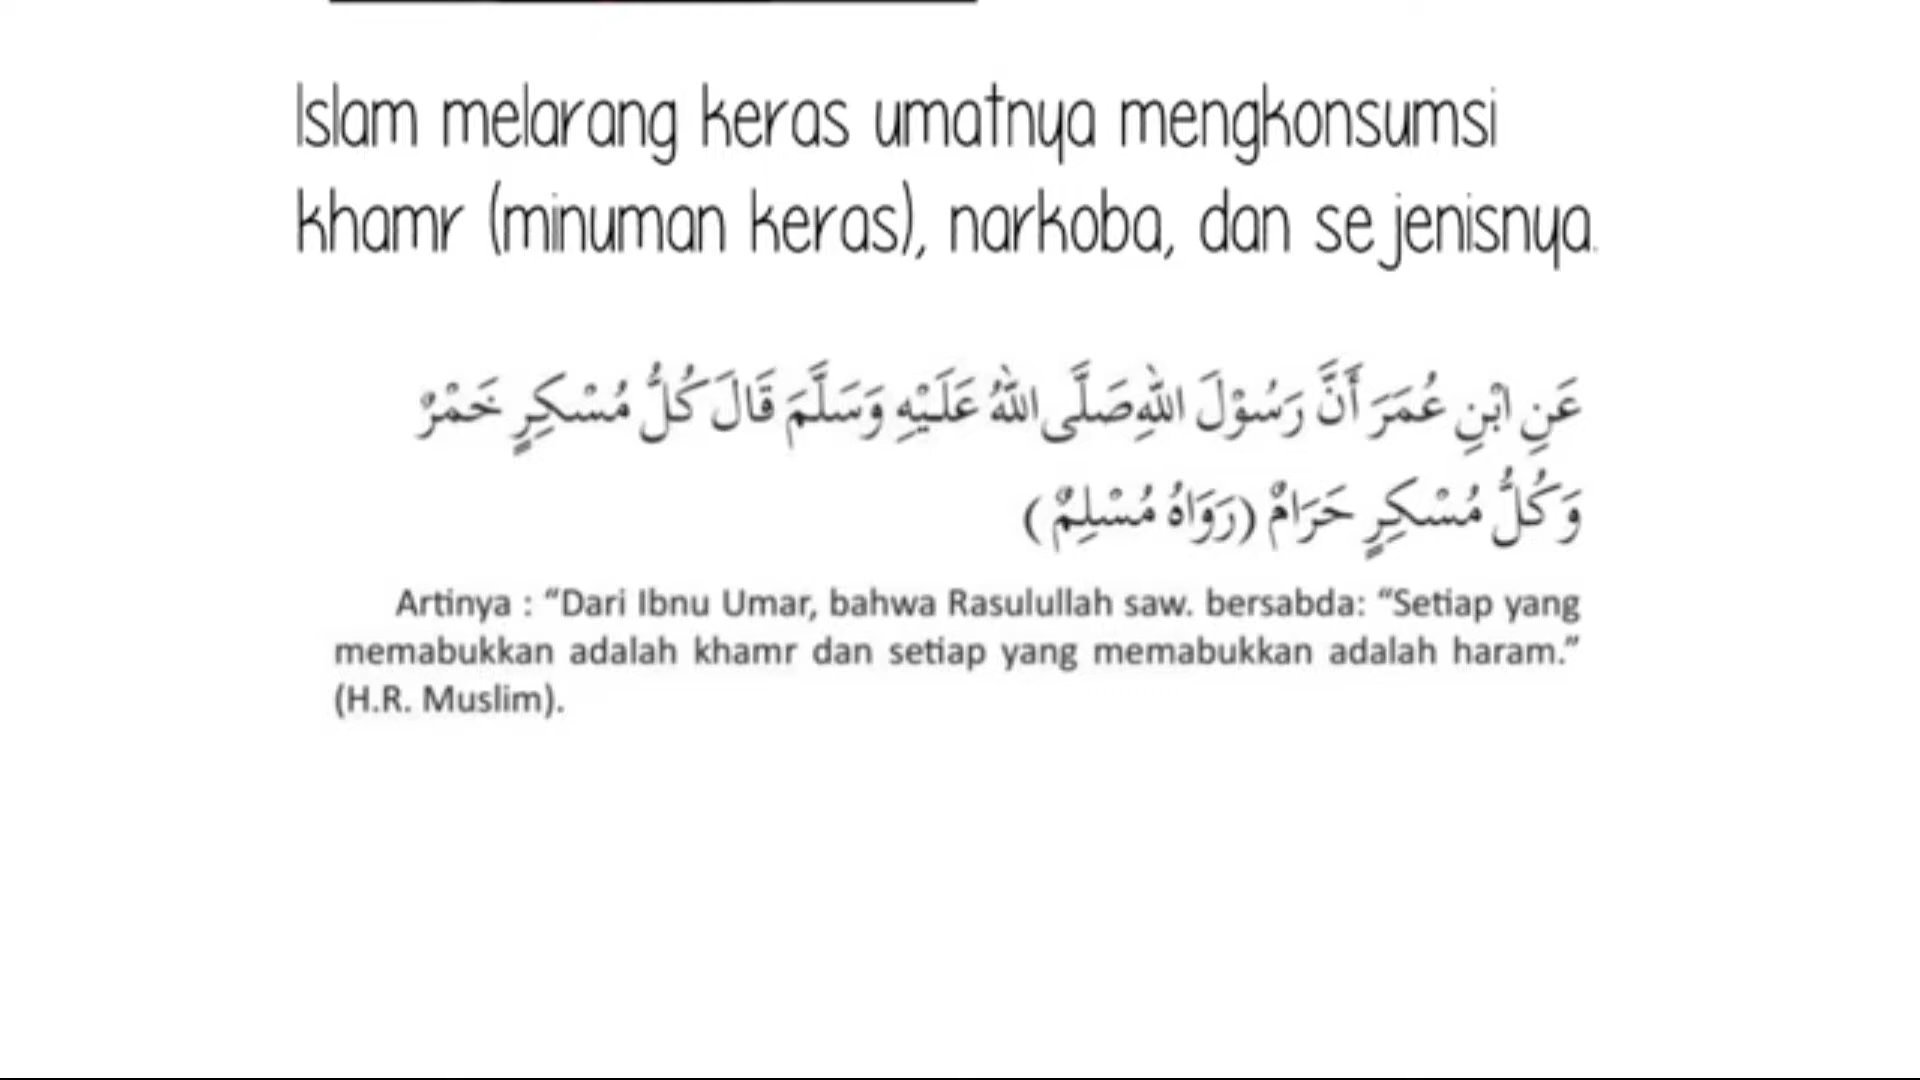 Islam melarang keras umatnya mengkonsumsi
khamr (minuman keras), narkoba, dan sejenisnya.
عَنِ ابْنِ عُمَرَ أَنَّ رَسُوْلَ اللهِ صَلَّى اللهُ عَلَيْهِ وَسَلَّمَ قَالَ كُلُّ مُسْكِرٍ خَمْرٌ
وَكُلُّ مُسْكِرٍ حَرَامٌ (رَوَاهُ مُسْلِمٌ)
Artinya : “Dari Ibnu Umar, bahwa Rasulullah saw. bersabda: “Setiap yang
memabukkan adalah khamr dan setiap yang memabukkan adalah haram.”
(H.R. Muslim).